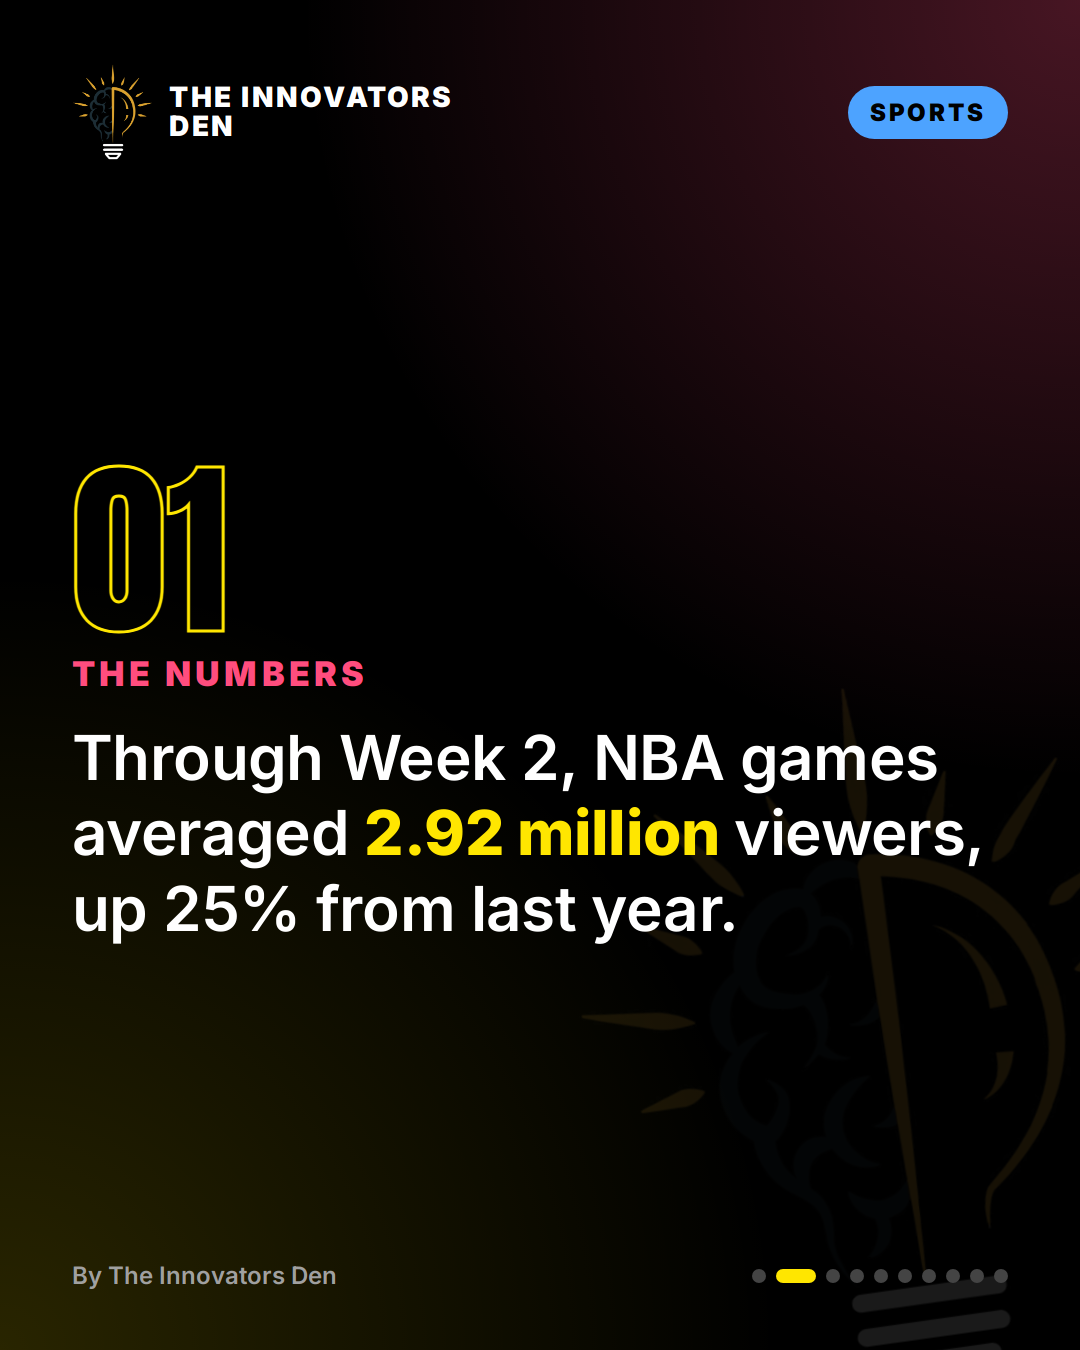 THE INNOVATORS
DEN
SPORTS
01
THE NUMBERS
Through Week 2, NBA games
averaged 2.92 million viewers,
up 25% from last year.
By The Innovators Den